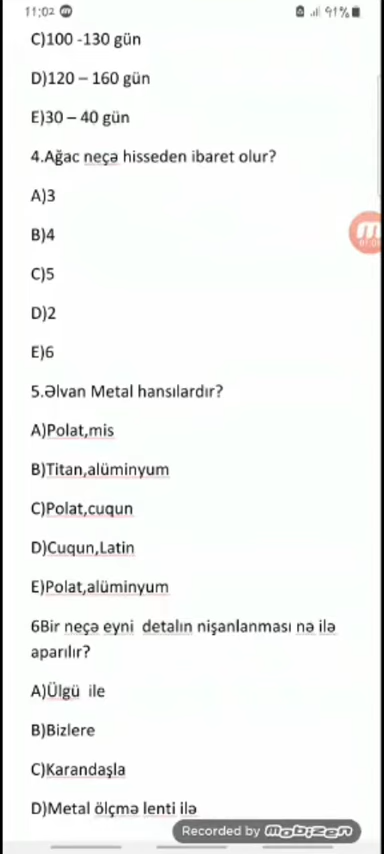 11:02
91%
C)100 -130 gün
D)120 – 160 gün
E)30 – 40 gün
4.Ağac neçə hisseden ibaret olur?
A)3
B)4
C)5
D)2
E)6
5.Əlvan Metal hansılardır?
A)Polat,mis
B)Titan,alüminyum
C)Polat,cuqun
D)Cuqun,Latin
E)Polat,alüminyum
6Bir neçə eyni detalın nişanlanması nə ilə
aparılır?
A)Ülgü ile
B)Bizlere
C)Karandaşla
D)Metal ölçmə lenti ilə
Recorded by mobizen